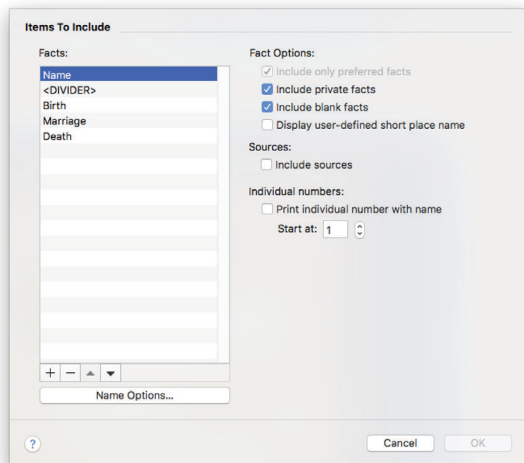 Items To Include
Facts:
Name
<DIVIDER>
Birth
Marriage
Death
+ −
Name Options...
Fact Options:
Include only preferred facts
Include private facts
Include blank facts
Display user-defined short place name
Sources:
Include sources
Individual numbers:
Print individual number with name
Start at: 1
?
Cancel
OK